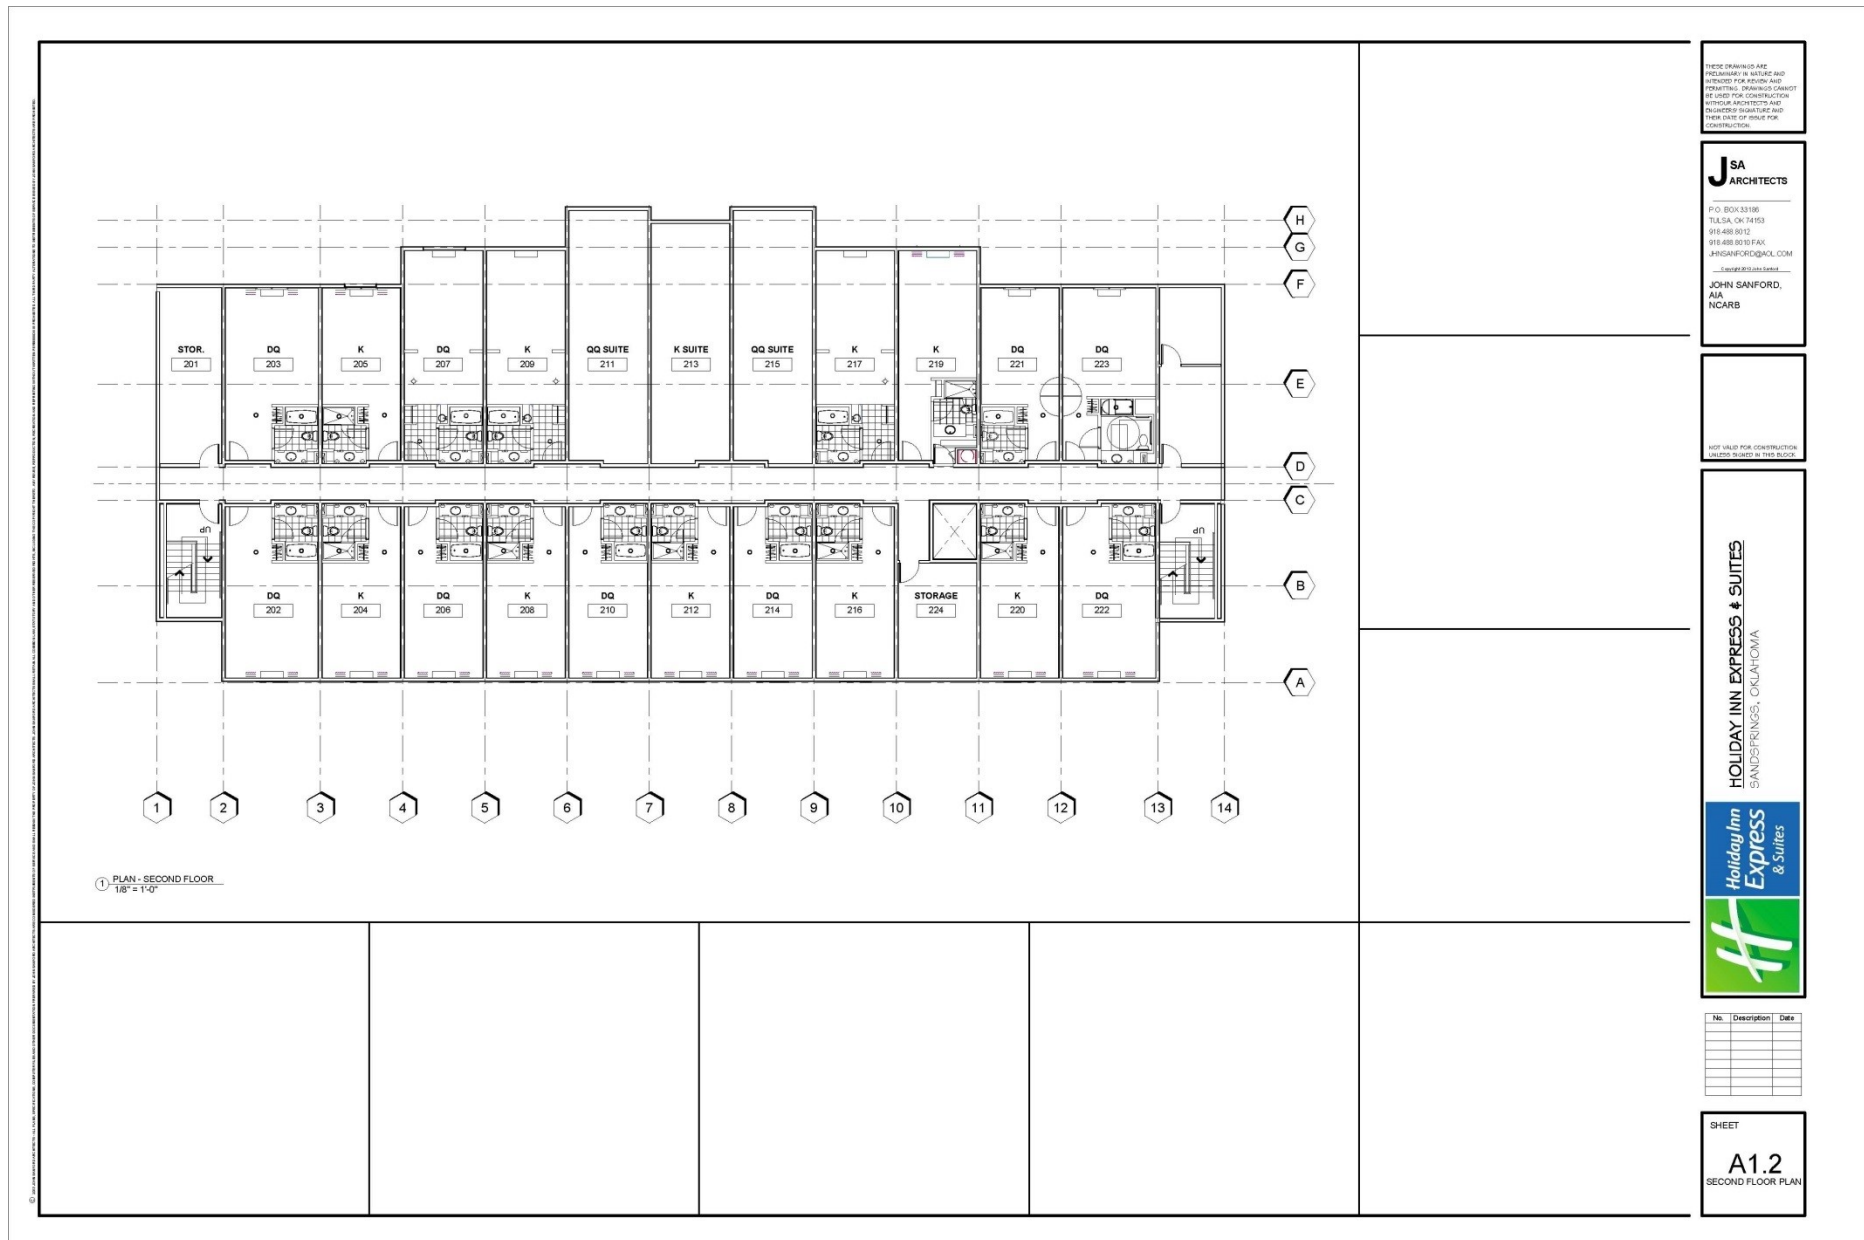 THESE DRAWINGS ARE
PRELIMINARY IN NATURE AND
INTENDED FOR REVIEW AND
PERMITTING. DRAWINGS CANNOT
BE USED FOR CONSTRUCTION
WITHOUR ARCHITECTS AND
ENGINEERS' SIGNATURE AND
THEIR DATE OF ISSUE FOR
CONSTRUCTION.
JSA
ARCHITECTS
P.O. BOX 33186
TULSA, OK 74153
918.488.8012
918.488.8010 FAX
JHNSANFORD@AOL.COM
Copyright 2013 John Sanford
JOHN SANFORD,
AIA
NCARB
NOT VALID FOR CONSTRUCTION
UNLESS SIGNED IN THIS BLOCK
HOLIDAY INN EXPRESS & SUITES
SANDSPRINGS, OKLAHOMA
Holiday Inn
Express
& Suites
H
No. Description Date
SHEET
A1.2
SECOND FLOOR PLAN
H
G
F
E
D
C
B
A
STOR. DQ K DQ K QQ SUITE K SUITE QQ SUITE K K DQ DQ
201 203 205 207 209 211 213 215 217 219 221 223
UP UP
DQ K DQ K DQ K DQ K STORAGE K DQ
202 204 206 208 210 212 214 216 224 220 222
1 2 3 4 5 6 7 8 9 10 11 12 13 14
1 PLAN - SECOND FLOOR
1/8" = 1'-0"